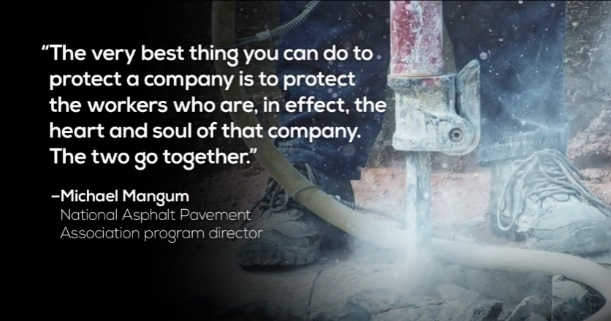 “The very best thing you can do to
protect a company is to protect
the workers who are, in effect, the
heart and soul of that company.
The two go together.”
–Michael Mangum
National Asphalt Pavement
Association program director